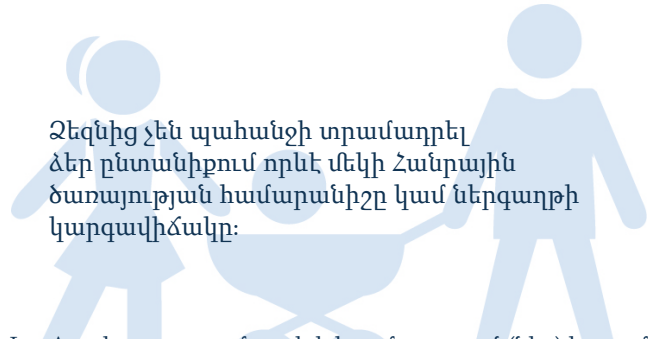 Ձեզնից չեն պահանջի տրամադրել
ձեր ընտանիքում որևէ մեկի Հանրային
ծառայության համարանիշը կամ ներգաղթի
կարգավիճակը։